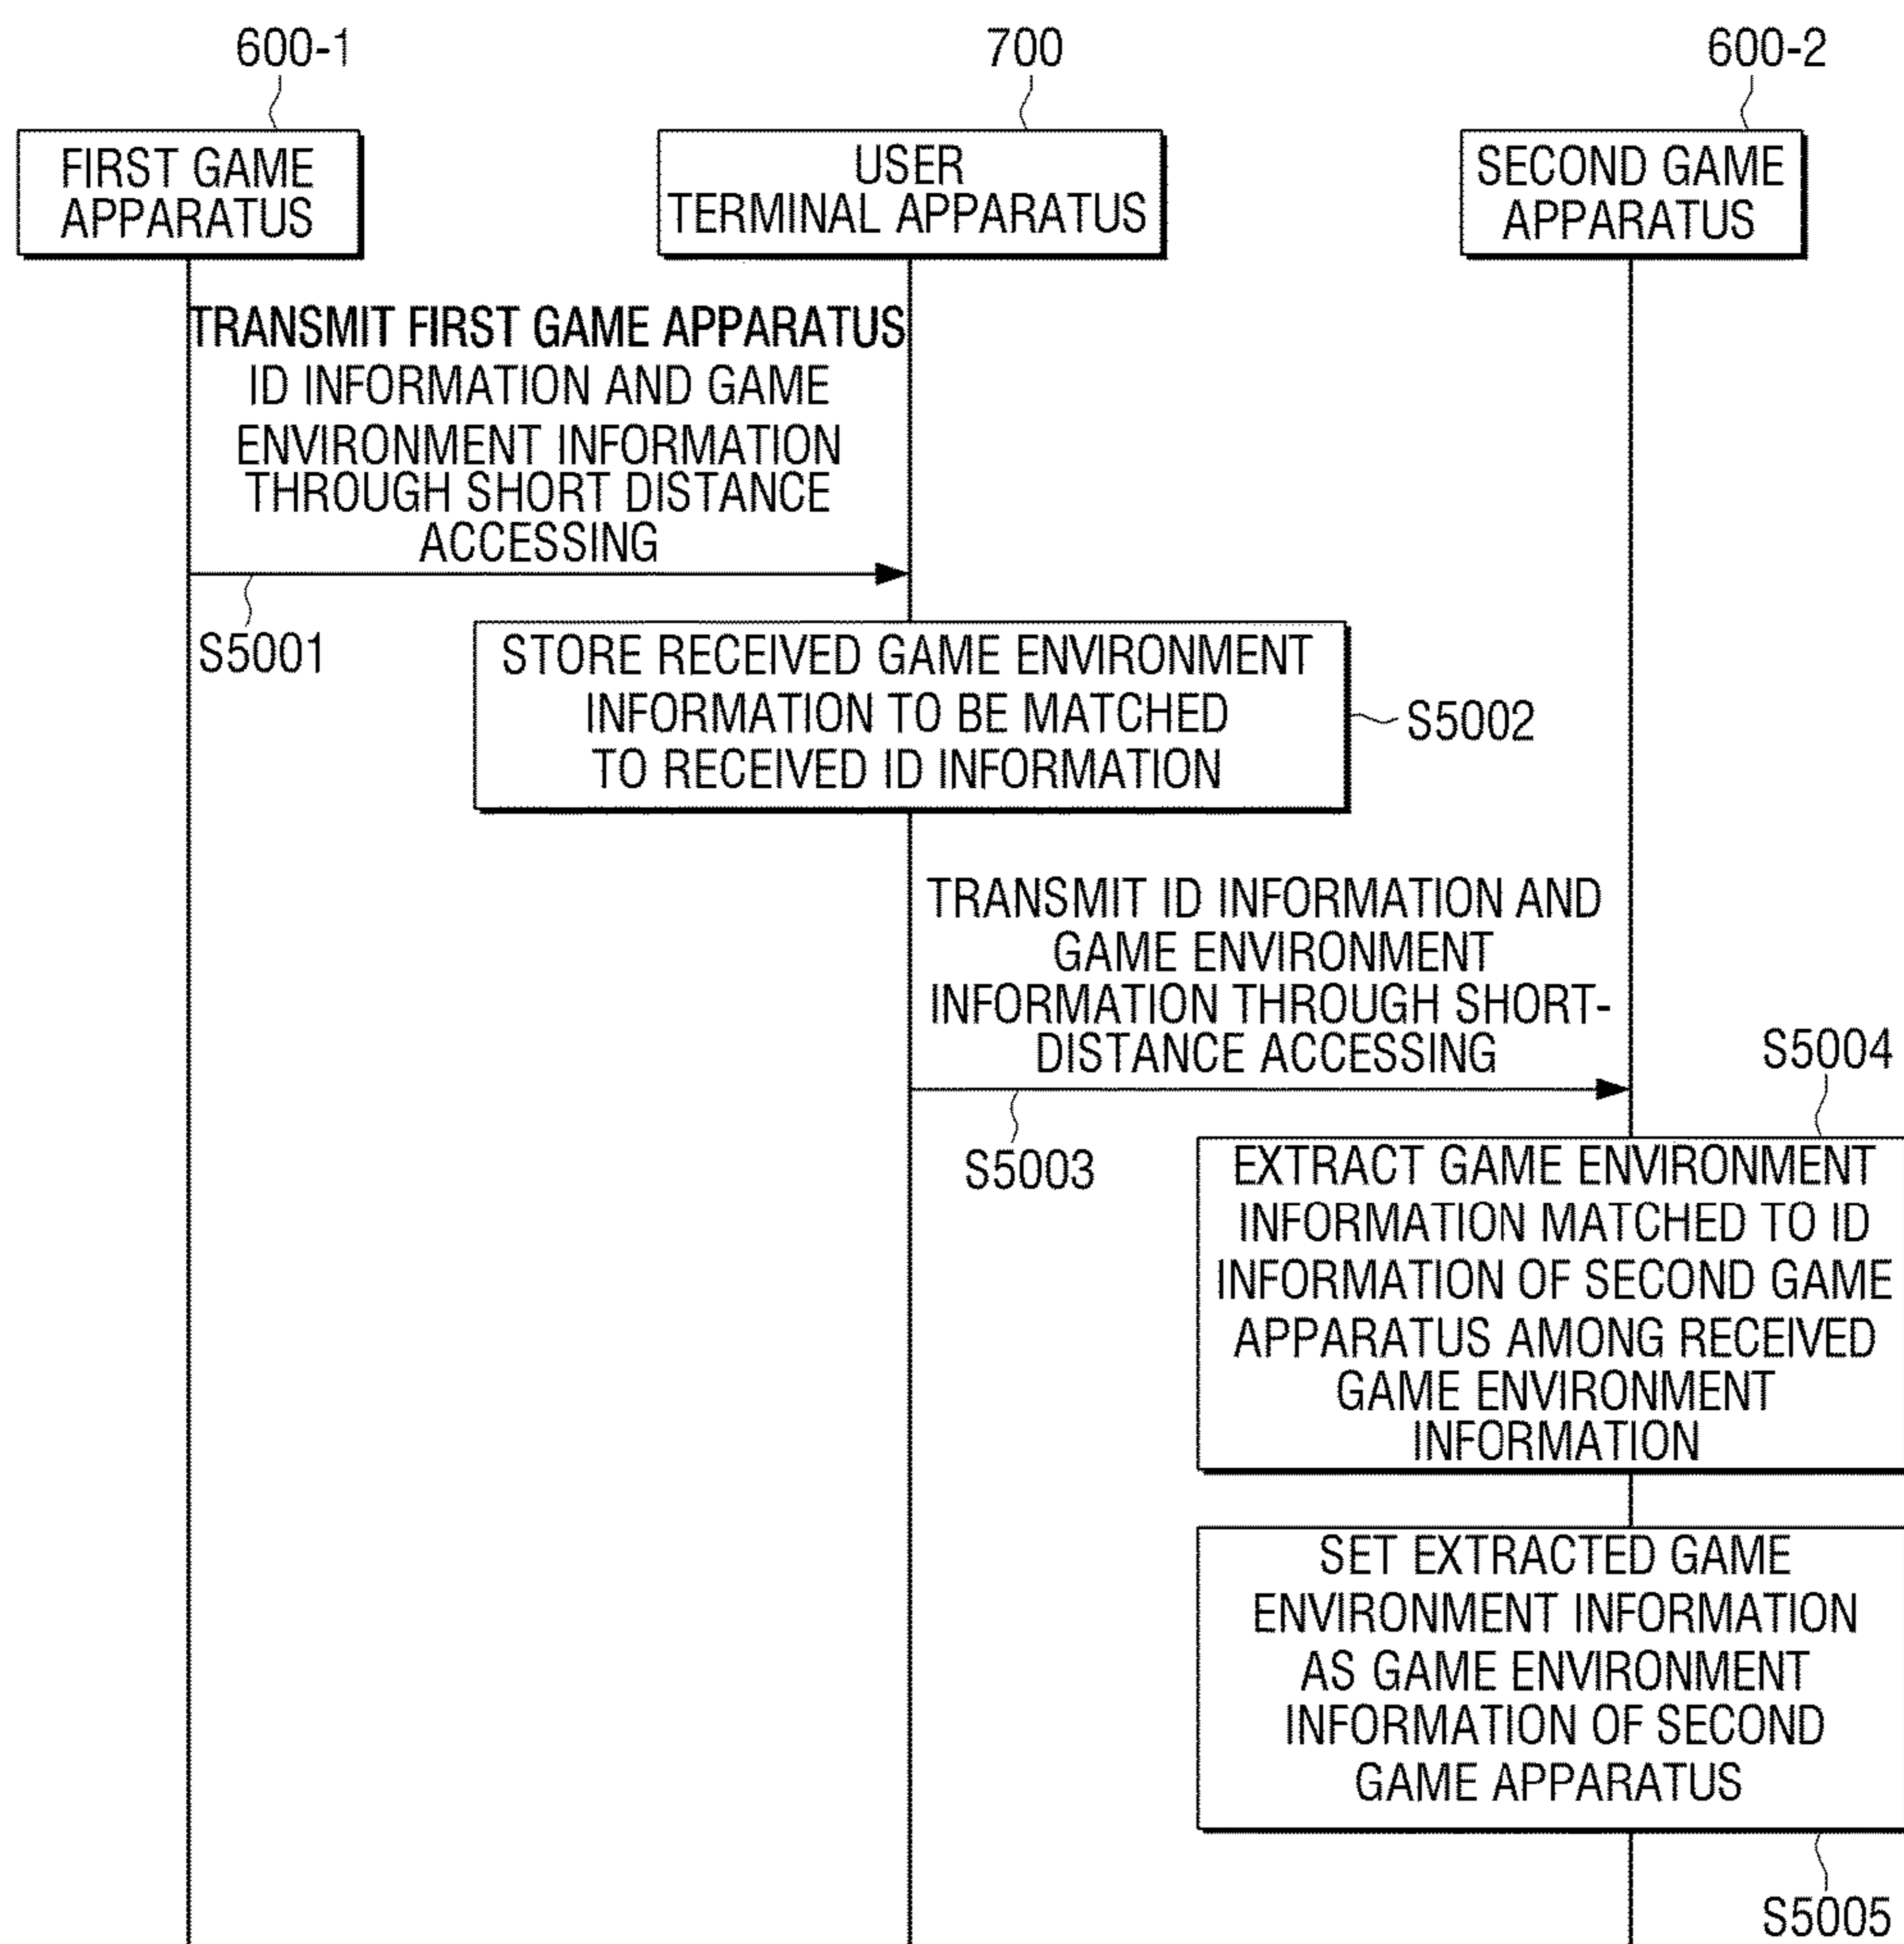 600-1
700
600-2
FIRST GAME
APPARATUS
USER
TERMINAL APPARATUS
SECOND GAME
APPARATUS
TRANSMIT FIRST GAME APPARATUS
ID INFORMATION AND GAME
ENVIRONMENT INFORMATION
THROUGH SHORT DISTANCE
ACCESSING
S5001
STORE RECEIVED GAME ENVIRONMENT
INFORMATION TO BE MATCHED
TO RECEIVED ID INFORMATION
S5002
TRANSMIT ID INFORMATION AND
GAME ENVIRONMENT
INFORMATION THROUGH SHORT-
DISTANCE ACCESSING
S5003
S5004
EXTRACT GAME ENVIRONMENT
INFORMATION MATCHED TO ID
INFORMATION OF SECOND GAME
APPARATUS AMONG RECEIVED
GAME ENVIRONMENT
INFORMATION
SET EXTRACTED GAME
ENVIRONMENT INFORMATION
AS GAME ENVIRONMENT
INFORMATION OF SECOND
GAME APPARATUS
S5005